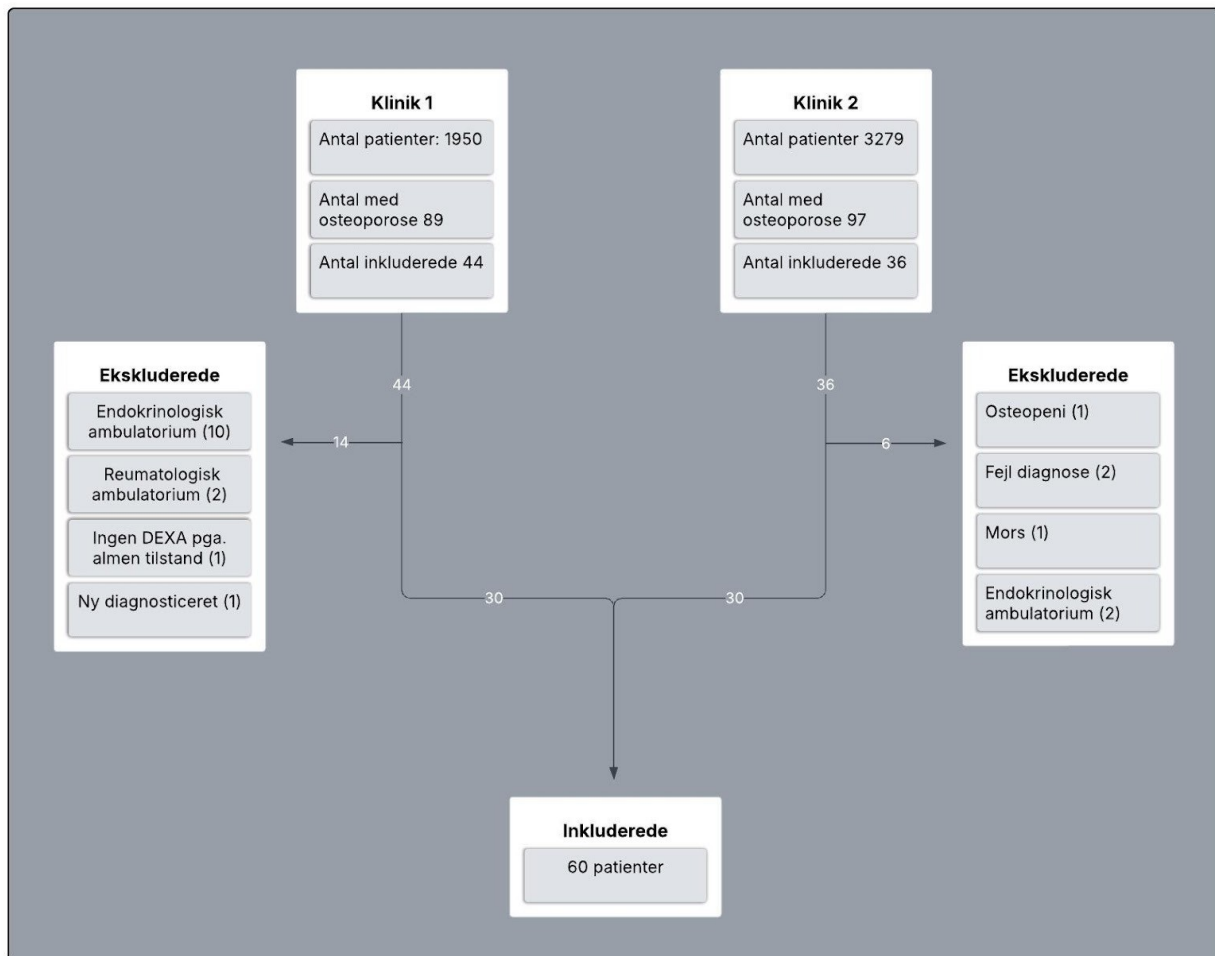 Klinik 1
Antal patienter: 1950
Antal med
osteoporose 89
Antal inkluderede 44
Klinik 2
Antal patienter 3279
Antal med
osteoporose 97
Antal inkluderede 36
44
36
14
6
Ekskluderede
Endokrinologisk
ambulatorium (10)
Reumatologisk
ambulatorium (2)
Ingen DEXA pga.
almen tilstand (1)
Ny diagnosticeret (1)
Ekskluderede
Osteopeni (1)
Fejl diagnose (2)
Mors (1)
Endokrinologisk
ambulatorium (2)
30
30
Inkluderede
60 patienter